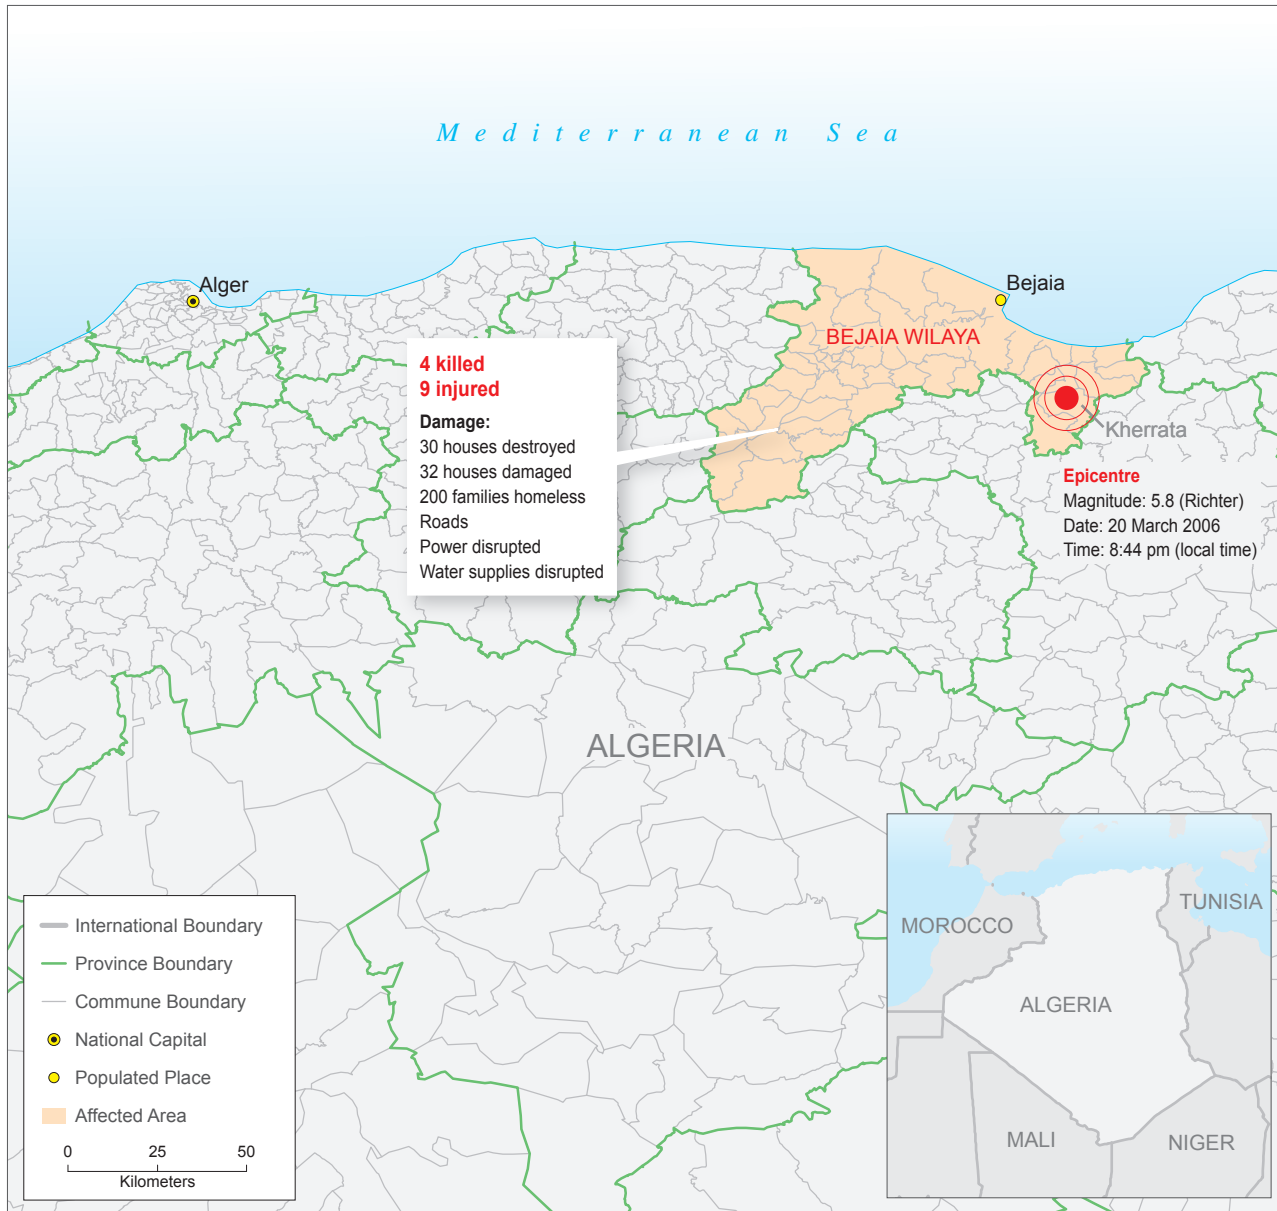 Mediterranean Sea
Alger
Bejaia
BEJAIA WILAYA
4 killed
9 injured
Damage:
30 houses destroyed
32 houses damaged
200 families homeless
Roads
Power disrupted
Water supplies disrupted
Kherrata
Epicentre
Magnitude: 5.8 (Richter)
Date: 20 March 2006
Time: 8:44 pm (local time)
ALGERIA
International Boundary
Province Boundary
Commune Boundary
National Capital
Populated Place
Affected Area
0 25 50
Kilometers
TUNISIA
MOROCCO
ALGERIA
MALI
NIGER